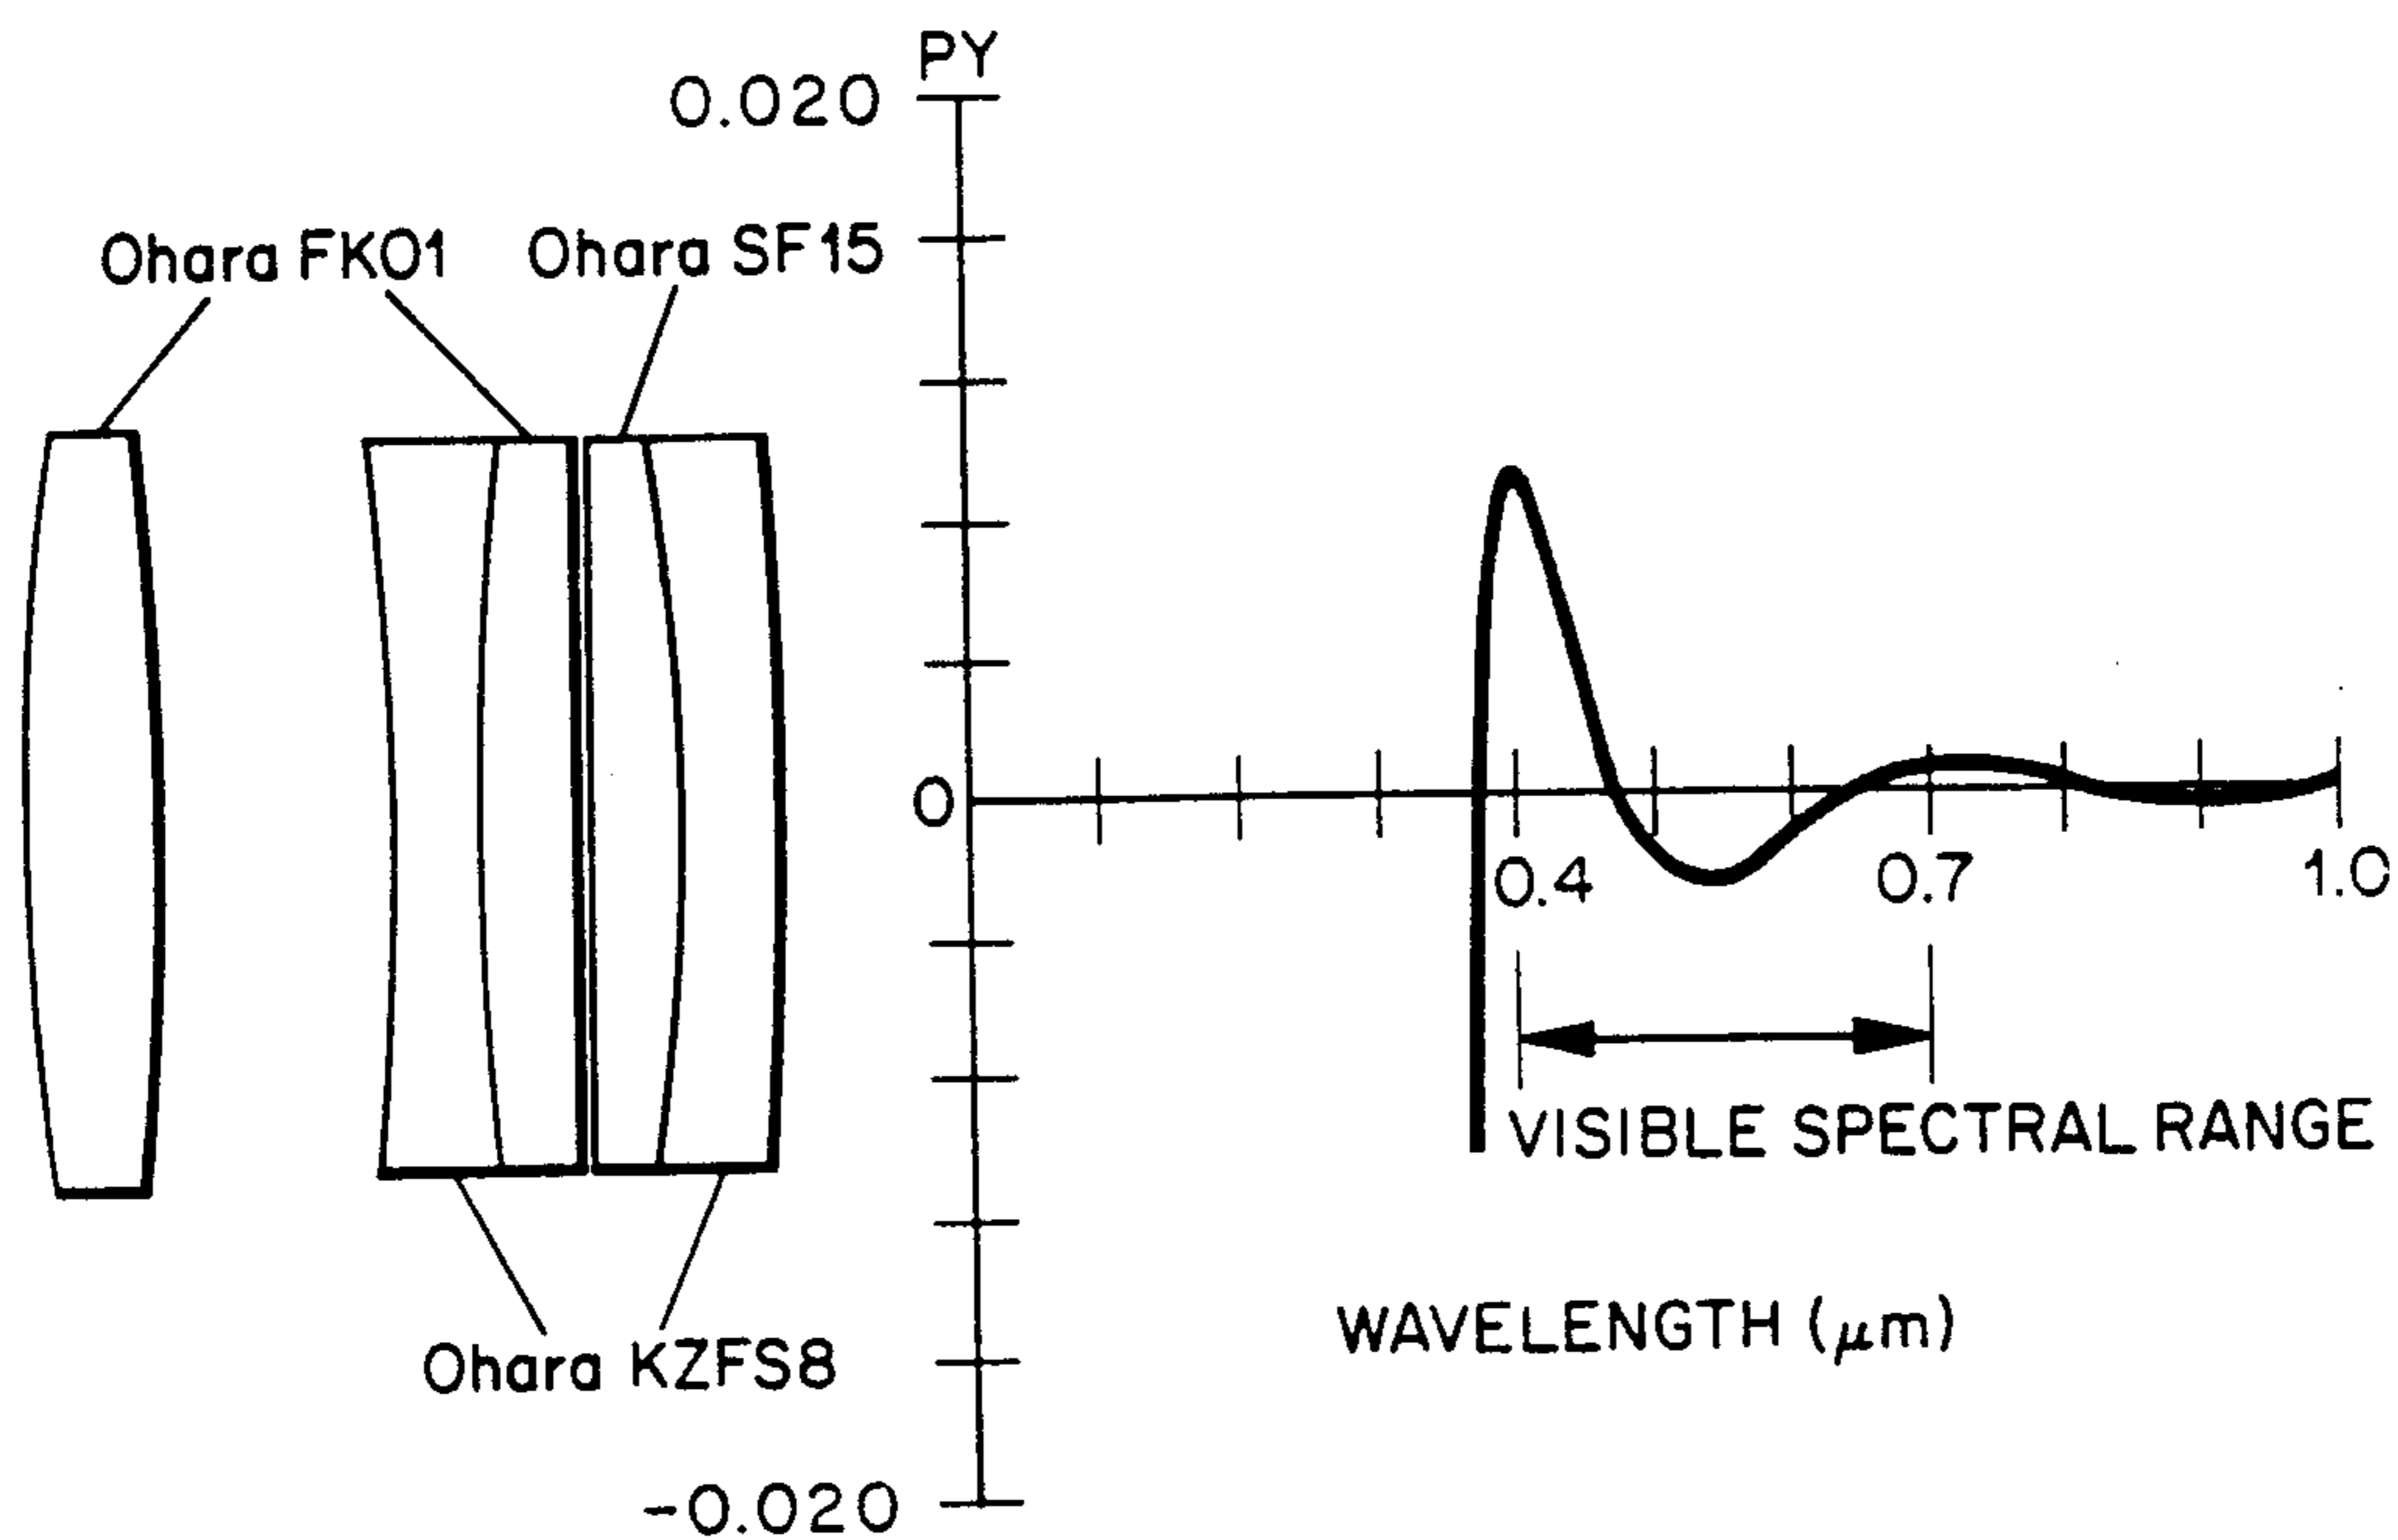 PY
0.020
Ohara FK01
Ohara SF15
0
0.4
0.7
1.0
VISIBLE SPECTRAL RANGE
WAVELENGTH (μm)
Ohara KZFS8
-0.020